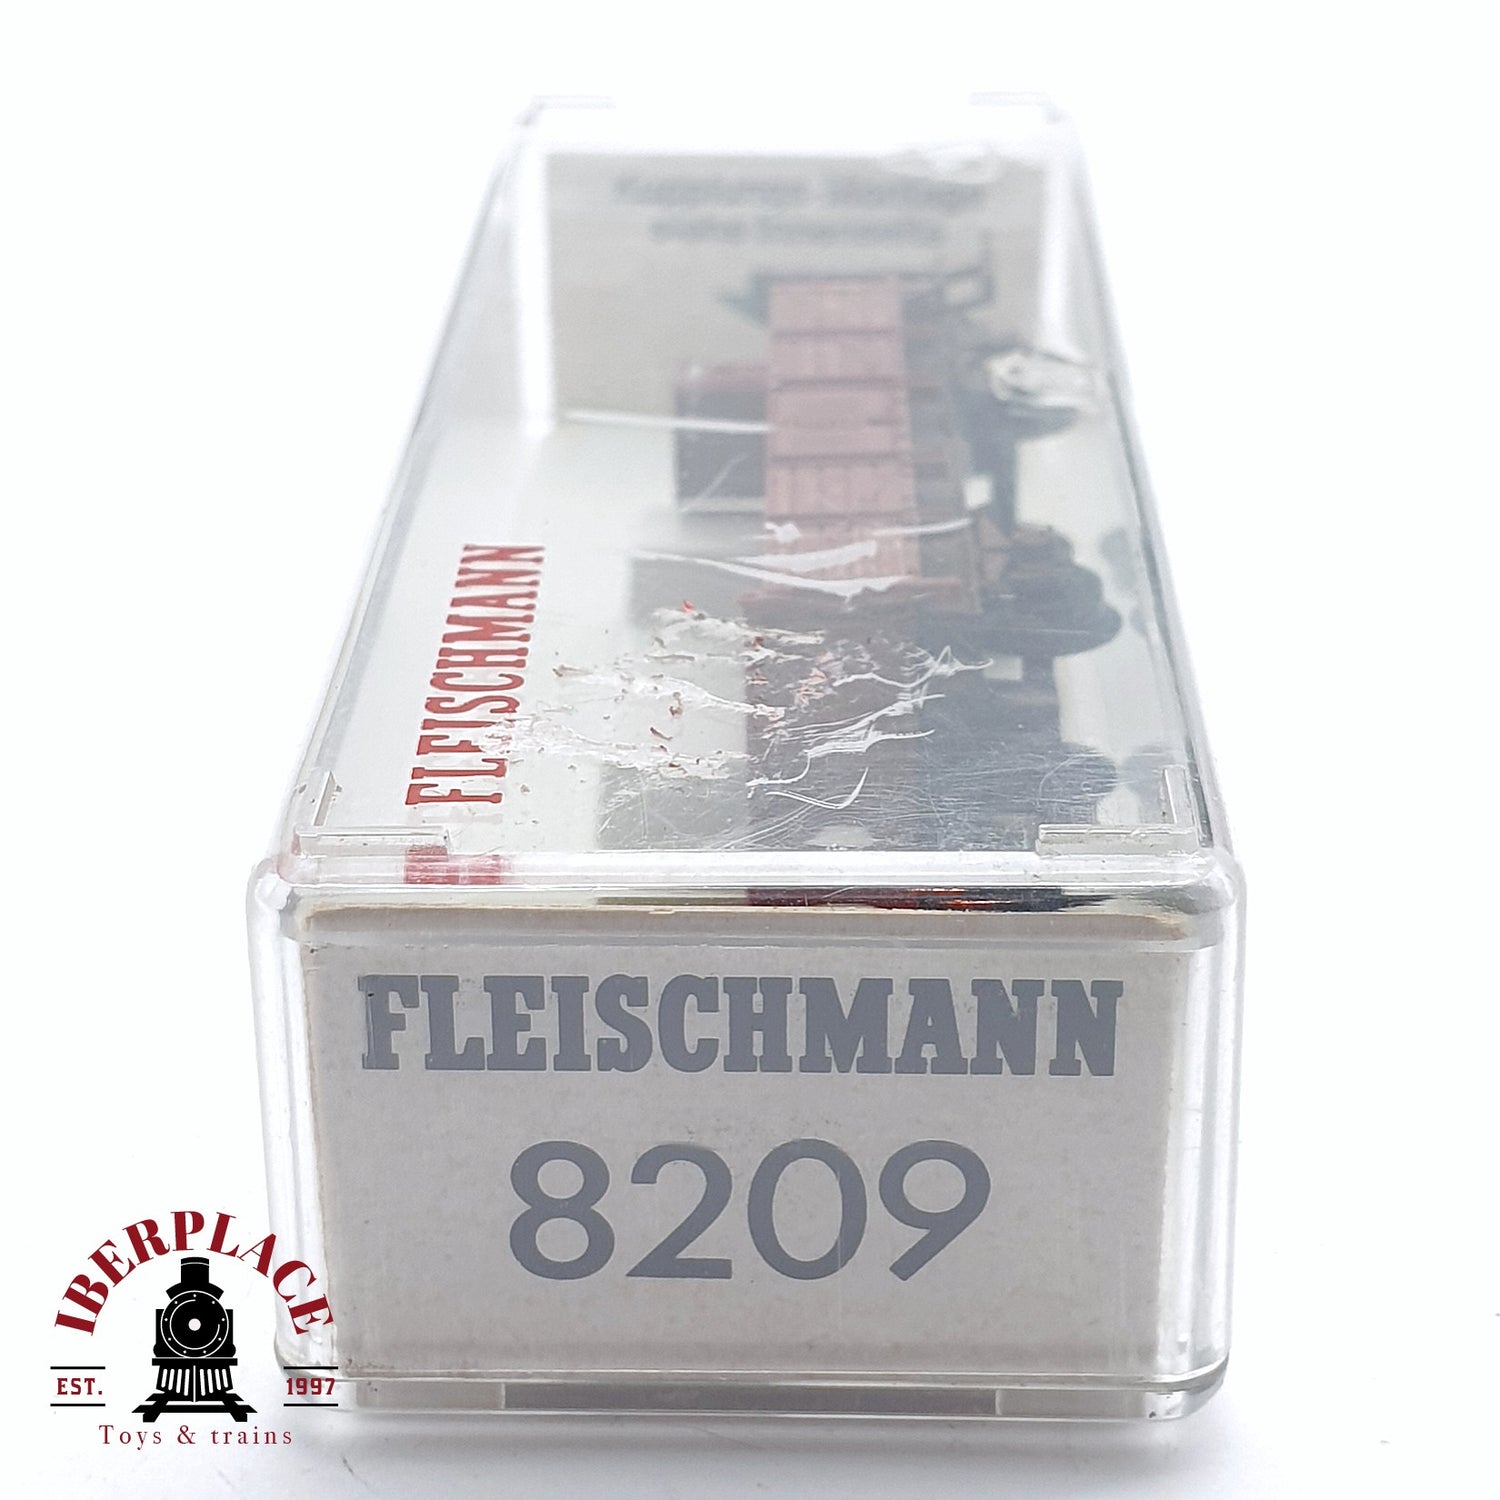 FLEISCHMANN
FLEISCHMANN
8209
IBERPLACE
EST. 1997
Toys & trains